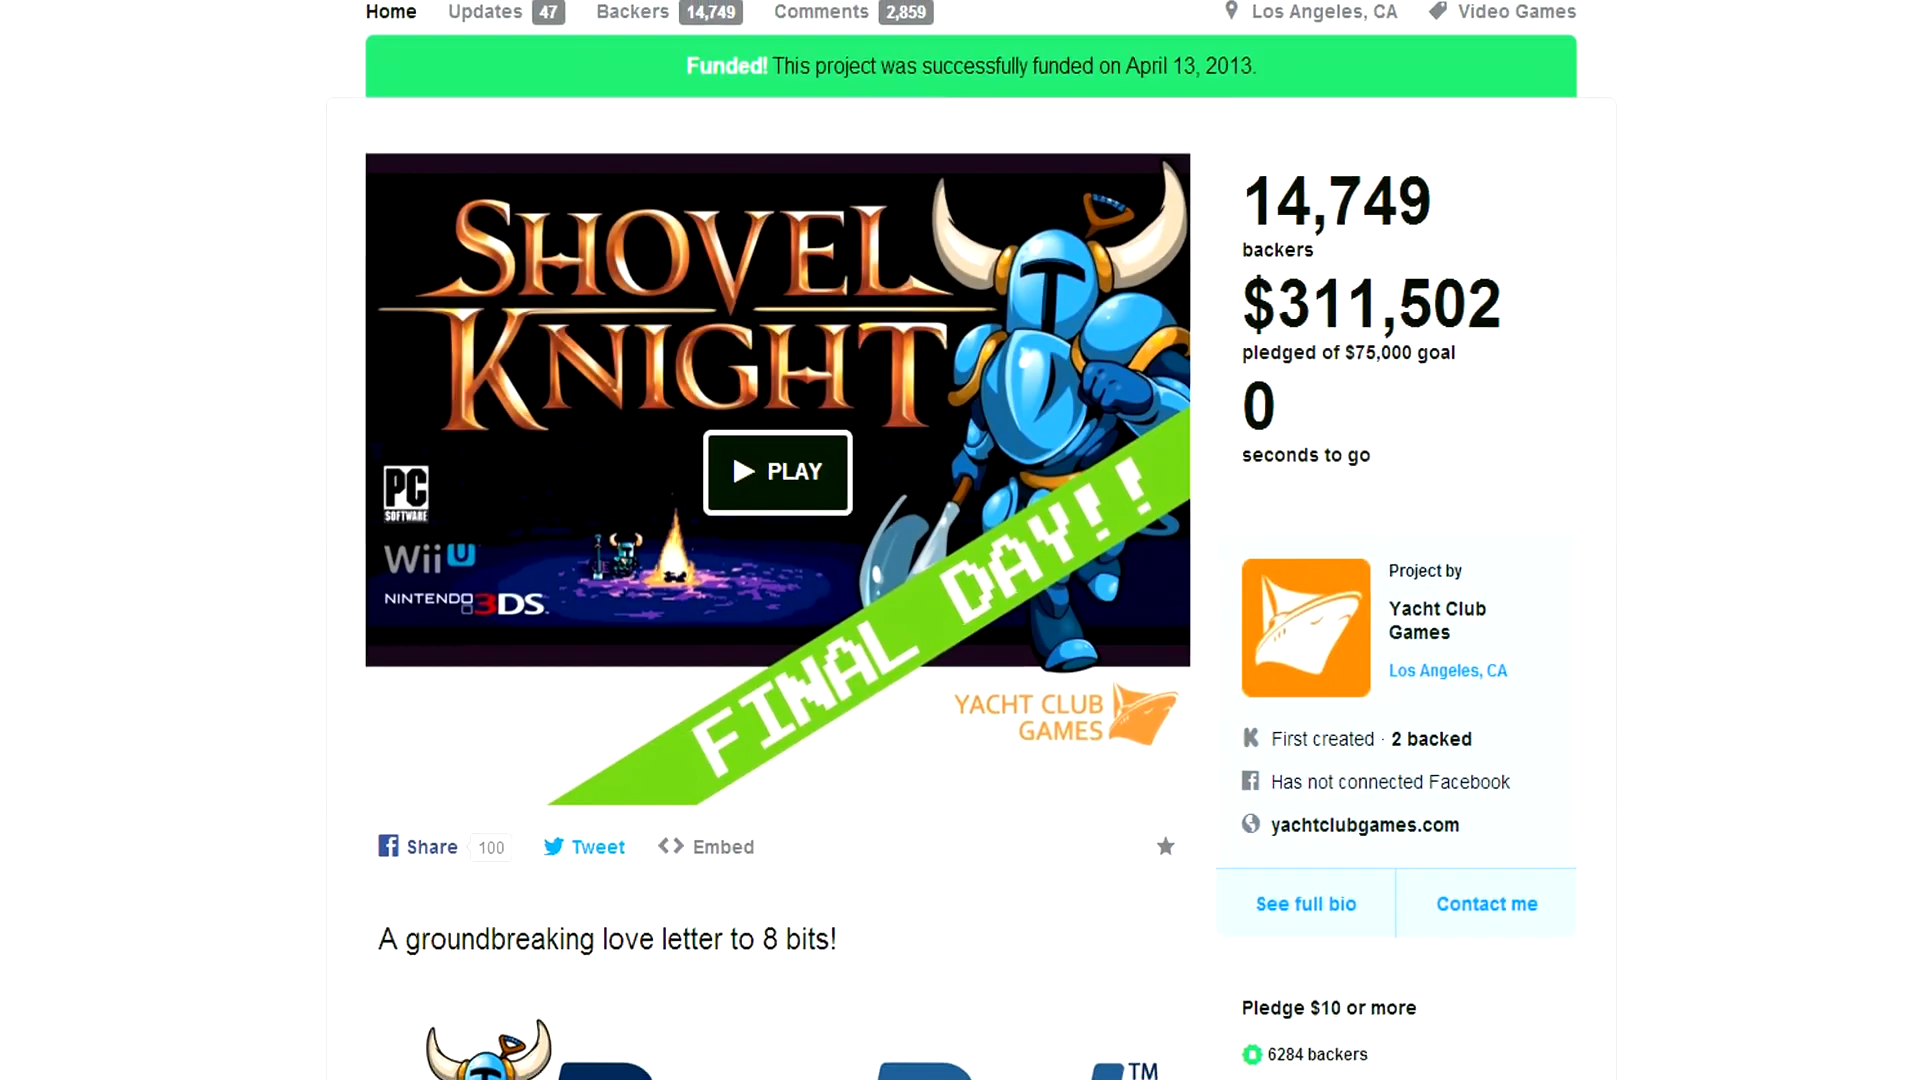 Home Updates 47 Backers 14,749 Comments 2,859 Los Angeles, CA Video Games
Funded! This project was successfully funded on April 13, 2013.
SHOVEL
KNIGHT
PLAY
PC
SOFTWARE
Wii U
NINTENDO 3DS
FINAL DAY!!
YACHT CLUB
GAMES
14,749
backers
$311,502
pledged of $75,000 goal
0
seconds to go
Project by
Yacht Club
Games
Los Angeles, CA
First created · 2 backed
Has not connected Facebook
yachtclubgames.com
See full bio Contact me
Share 100 Tweet Embed
A groundbreaking love letter to 8 bits!
Pledge $10 or more
6284 backers
TM